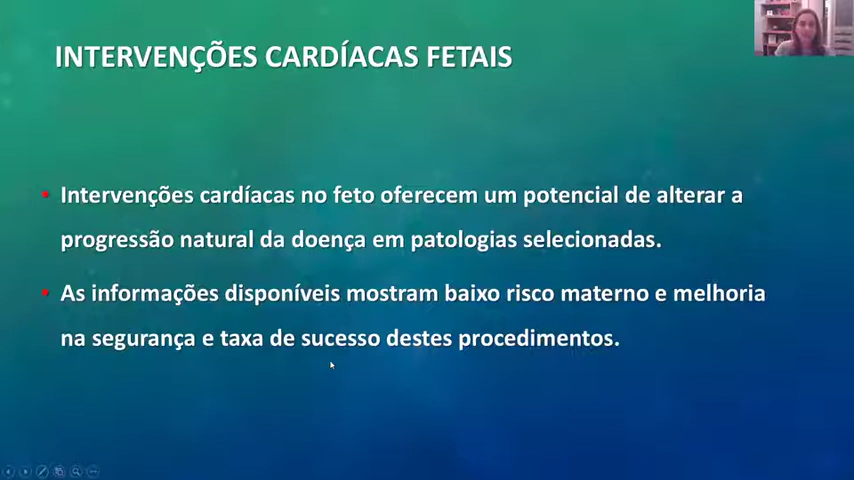 INTERVENÇÕES CARDÍACAS FETAIS
• Intervenções cardíacas no feto oferecem um potencial de alterar a
progressão natural da doença em patologias selecionadas.
• As informações disponíveis mostram baixo risco materno e melhoria
na segurança e taxa de sucesso destes procedimentos.